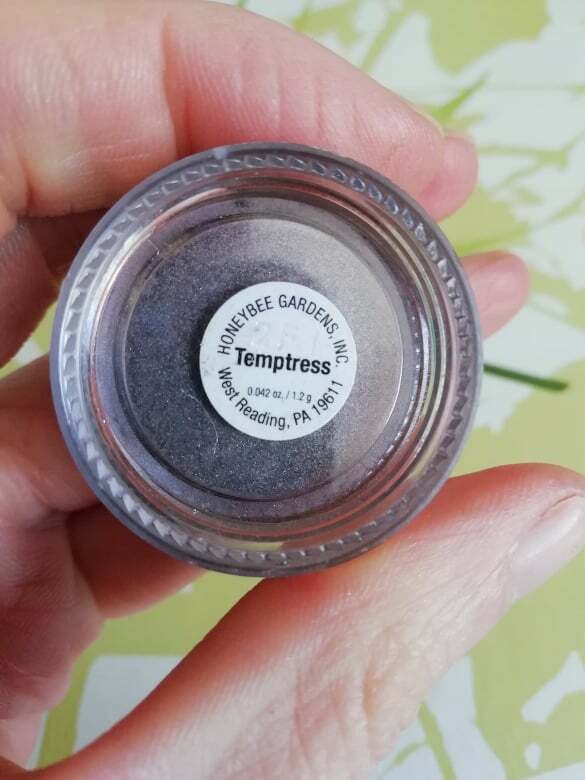 HONEYBEE GARDENS, INC.
Temptress
0.042 oz. / 1.2 g
West Reading, PA 19611